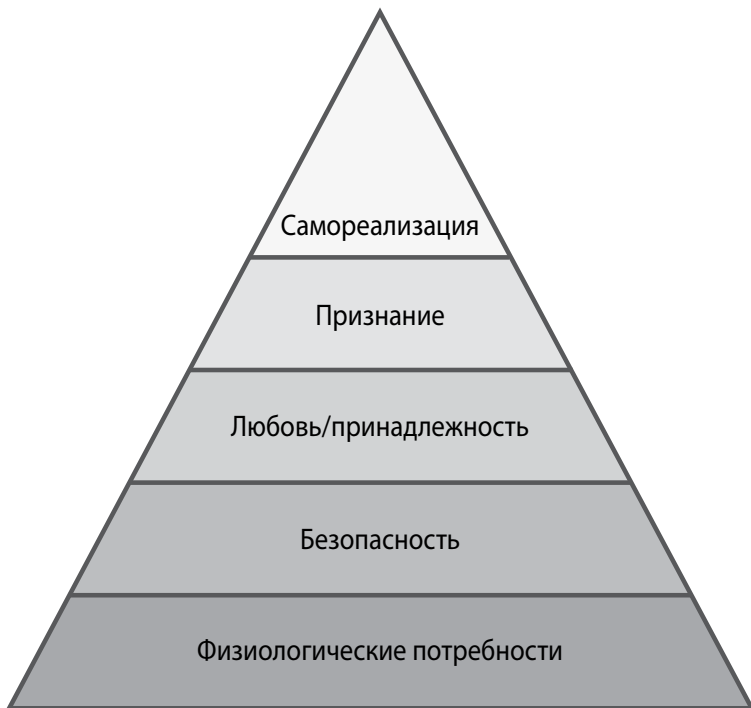 Самореализация
Признание
Любовь/принадлежность
Безопасность
Физиологические потребности